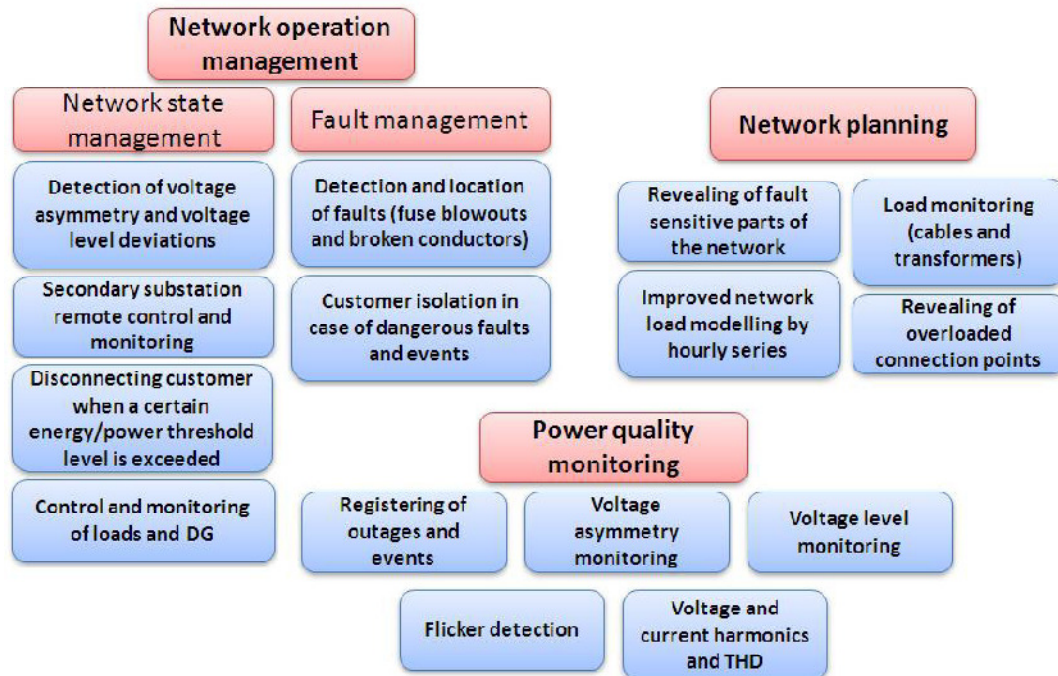 Network operation
management
Network state
management
Detection of voltage
asymmetry and voltage
level deviations
Secondary substation
remote control and
monitoring
Disconnecting customer
when a certain
energy/power threshold
level is exceeded
Control and monitoring
of loads and DG
Fault management
Detection and location
of faults (fuse blowouts
and broken conductors)
Customer isolation in
case of dangerous faults
and events
Network planning
Revealing of fault
sensitive parts of
the network
Load monitoring
(cables and
transformers)
Improved network
load modelling by
hourly series
Revealing of
overloaded
connection points
Power quality
monitoring
Registering of
outages and
events
Voltage
asymmetry
monitoring
Voltage level
monitoring
Flicker detection
Voltage and
current harmonics
and THD